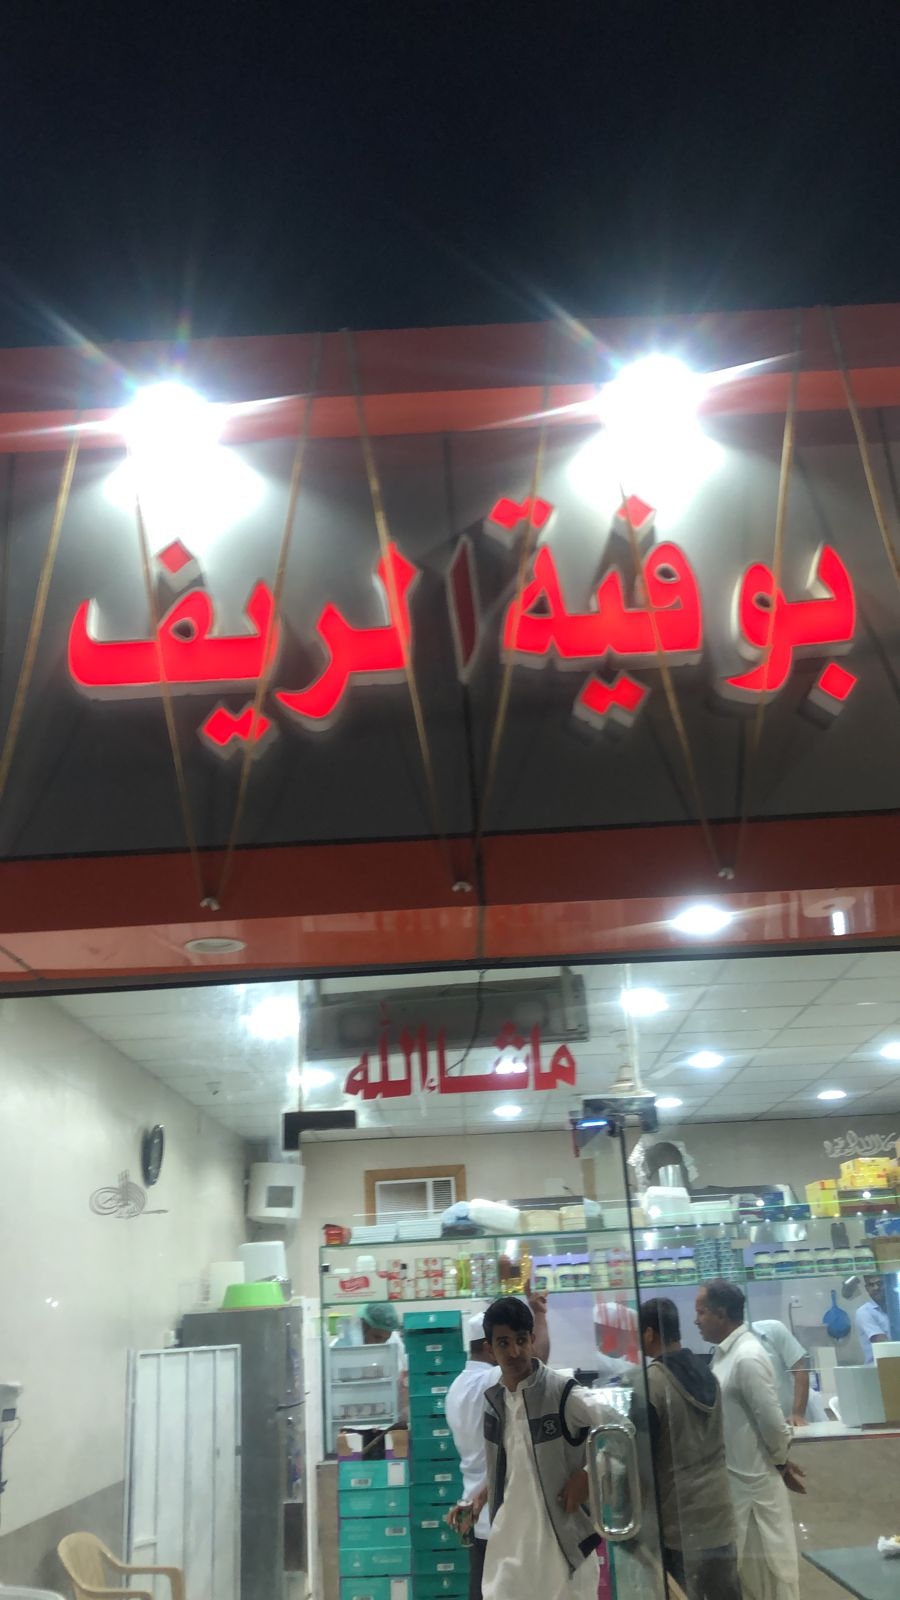 بوفية الريف
ماشاء الله